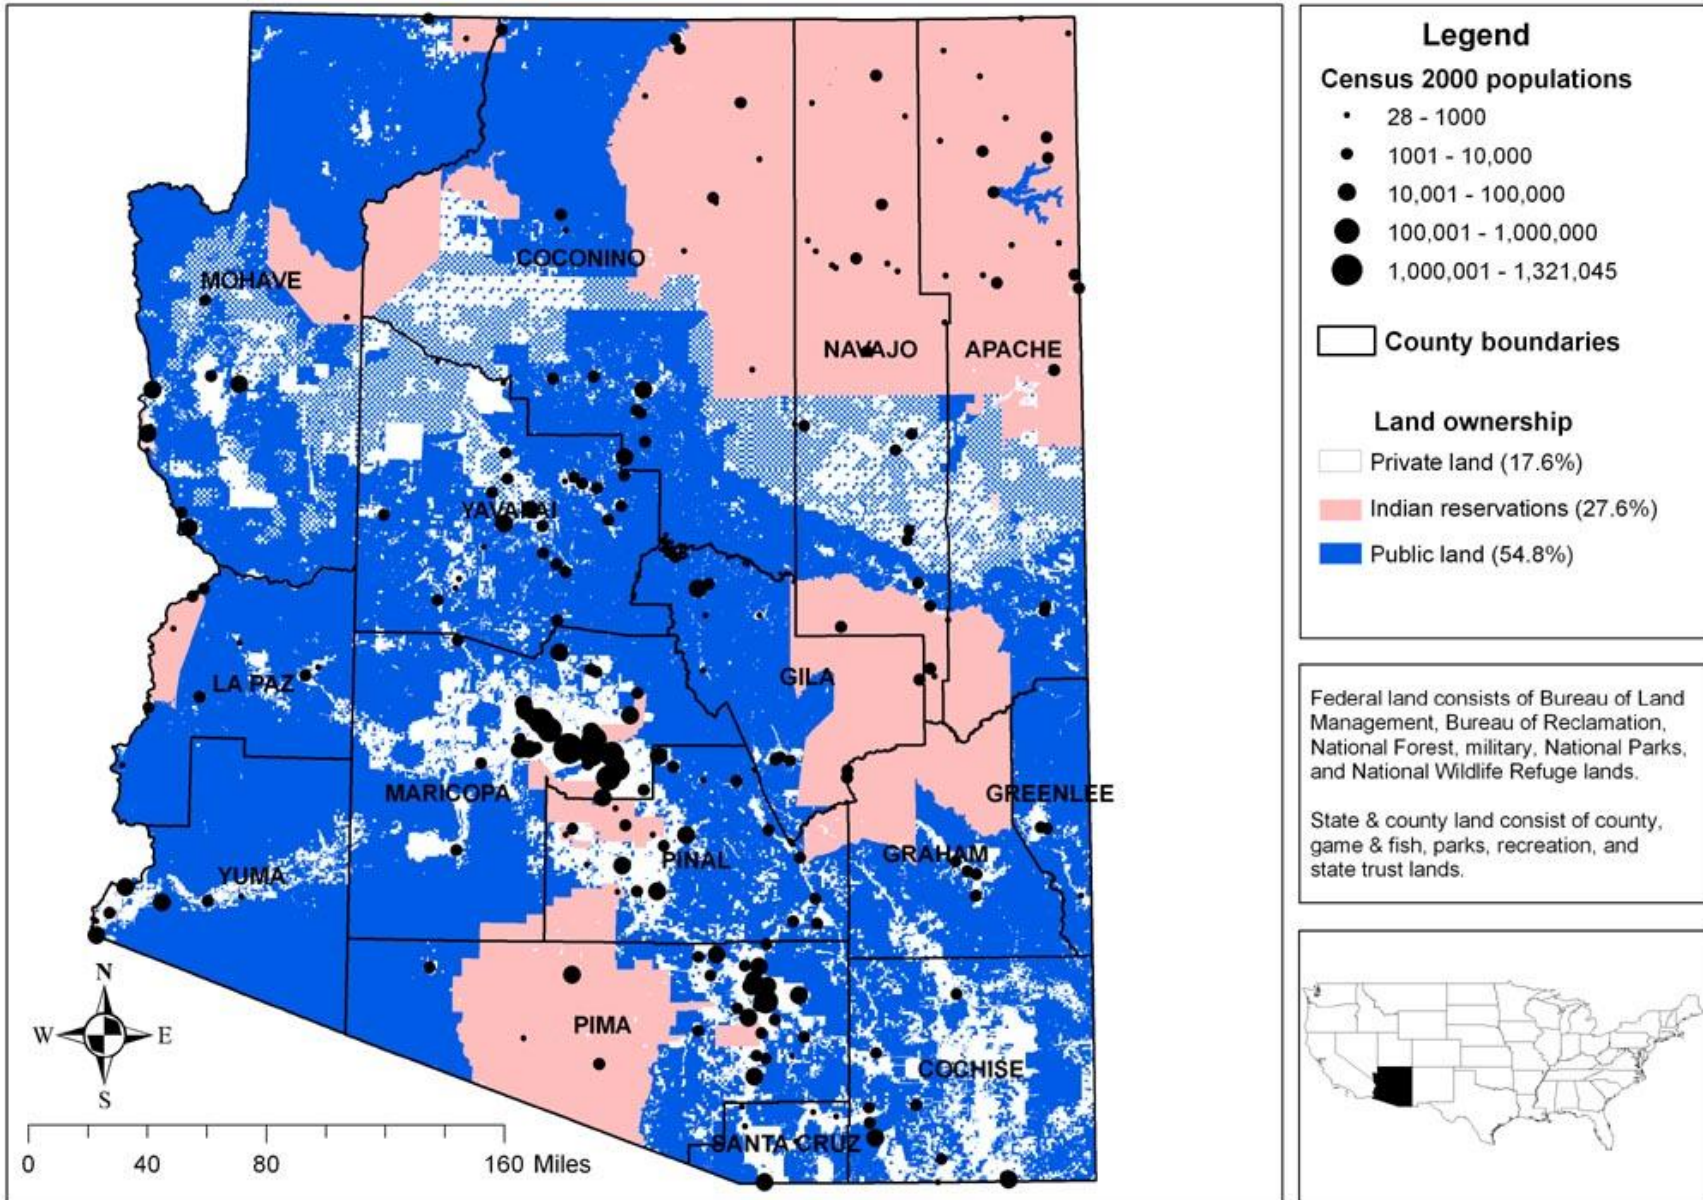 COCONINO
MOHAVE
NAVAJO
APACHE
YAVAPAI
LA PAZ
GILA
MARICOPA
GREENLEE
YUMA
PINAL
GRAHAM
PIMA
COCHISE
SANTA CRUZ
N
W
E
S
0
40
80
160 Miles
Legend
Census 2000 populations
28 - 1000
1001 - 10,000
10,001 - 100,000
100,001 - 1,000,000
1,000,001 - 1,321,045
County boundaries
Land ownership
Private land (17.6%)
Indian reservations (27.6%)
Public land (54.8%)
Federal land consists of Bureau of Land
Management, Bureau of Reclamation,
National Forest, military, National Parks,
and National Wildlife Refuge lands.
State & county land consist of county,
game & fish, parks, recreation, and
state trust lands.